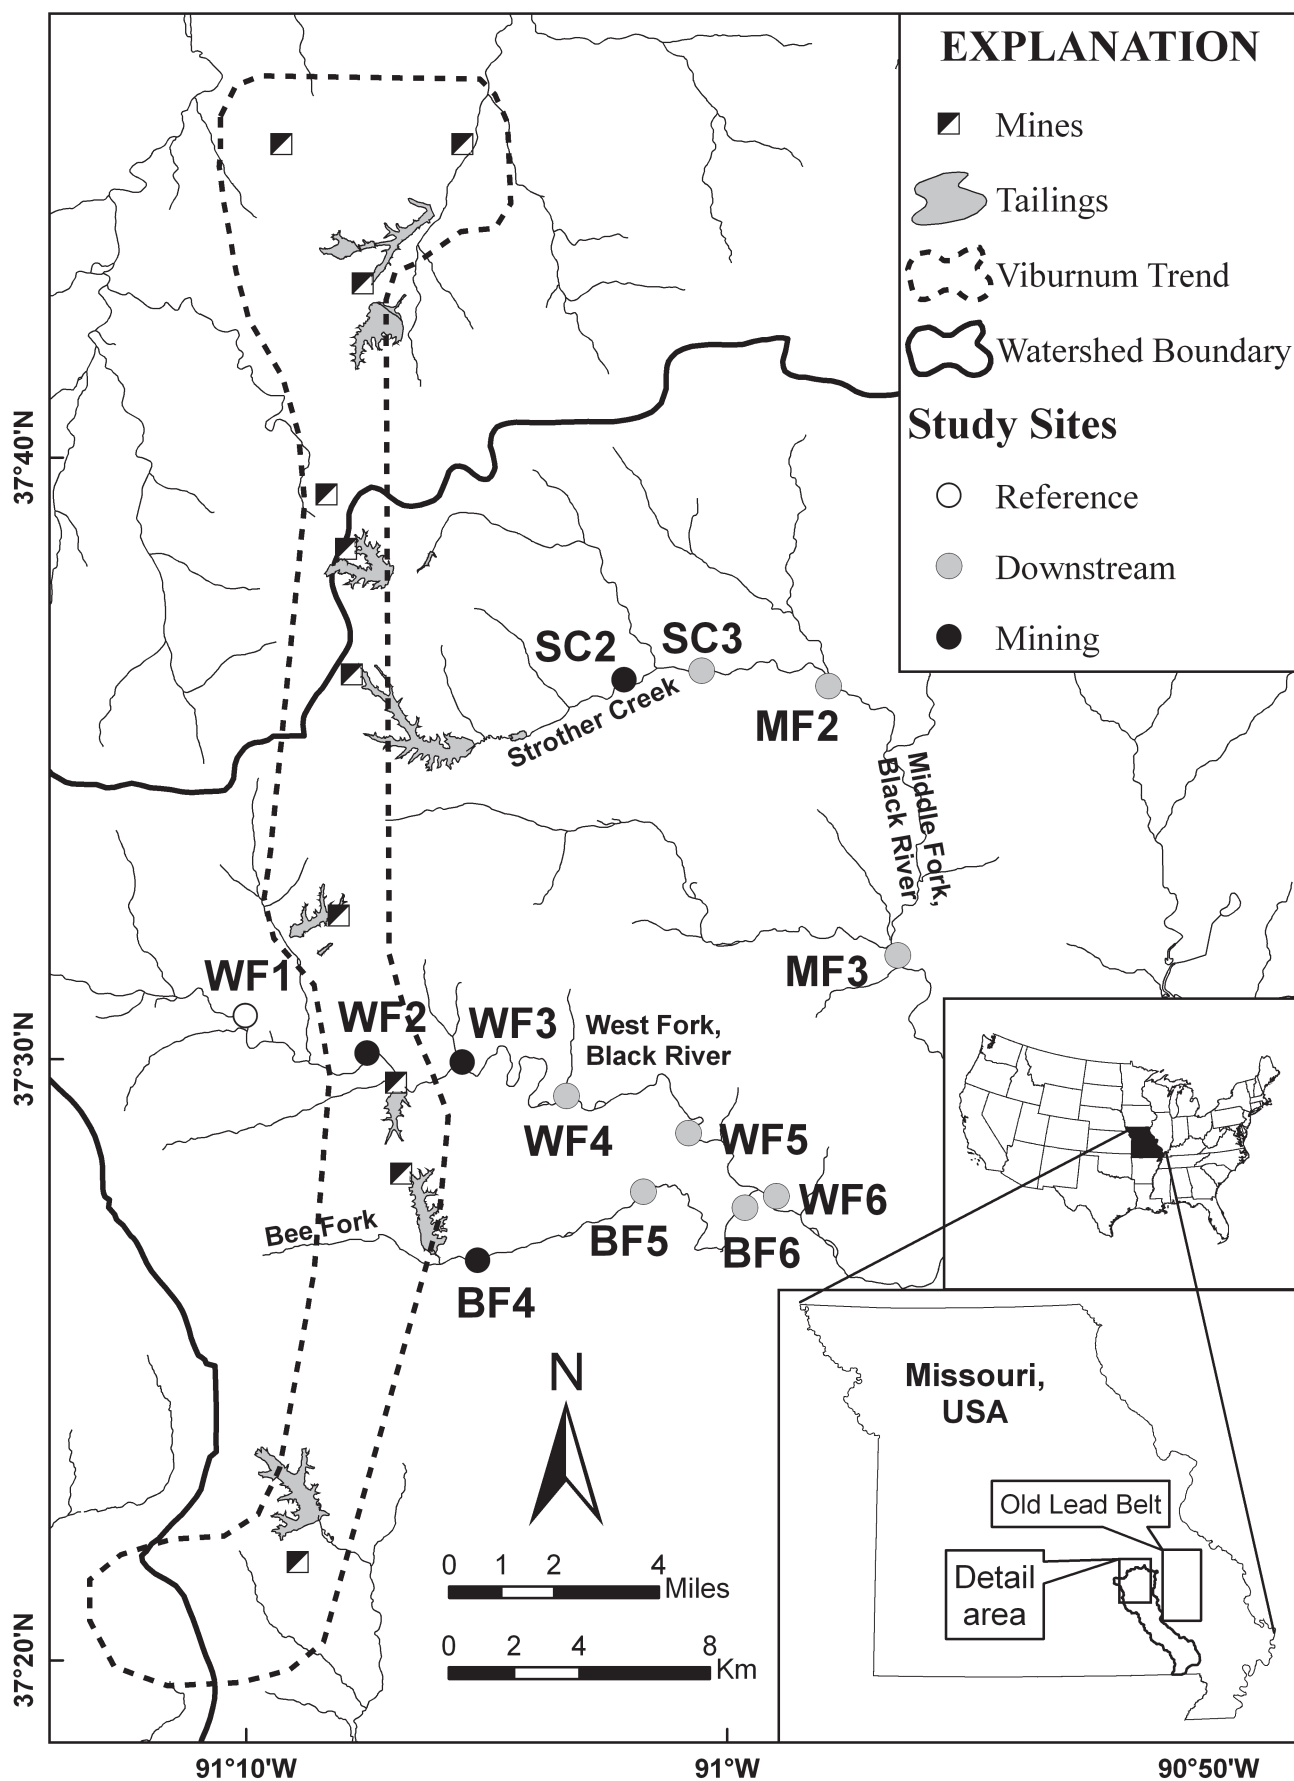 EXPLANATION
Mines
Tailings
Viburnum Trend
Watershed Boundary
Study Sites
Reference
Downstream
Mining
37°40'N
37°30'N
37°20'N
SC2
SC3
MF2
Strother Creek
Middle Fork,
Black River
MF3
WF1
WF2
WF3
West Fork,
Black River
WF4
WF5
WF6
Bee Fork
BF5
BF6
BF4
N
0 1 2 4
Miles
0 2 4 8
Km
Missouri,
USA
Old Lead Belt
Detail
area
91°10'W
91°W
90°50'W